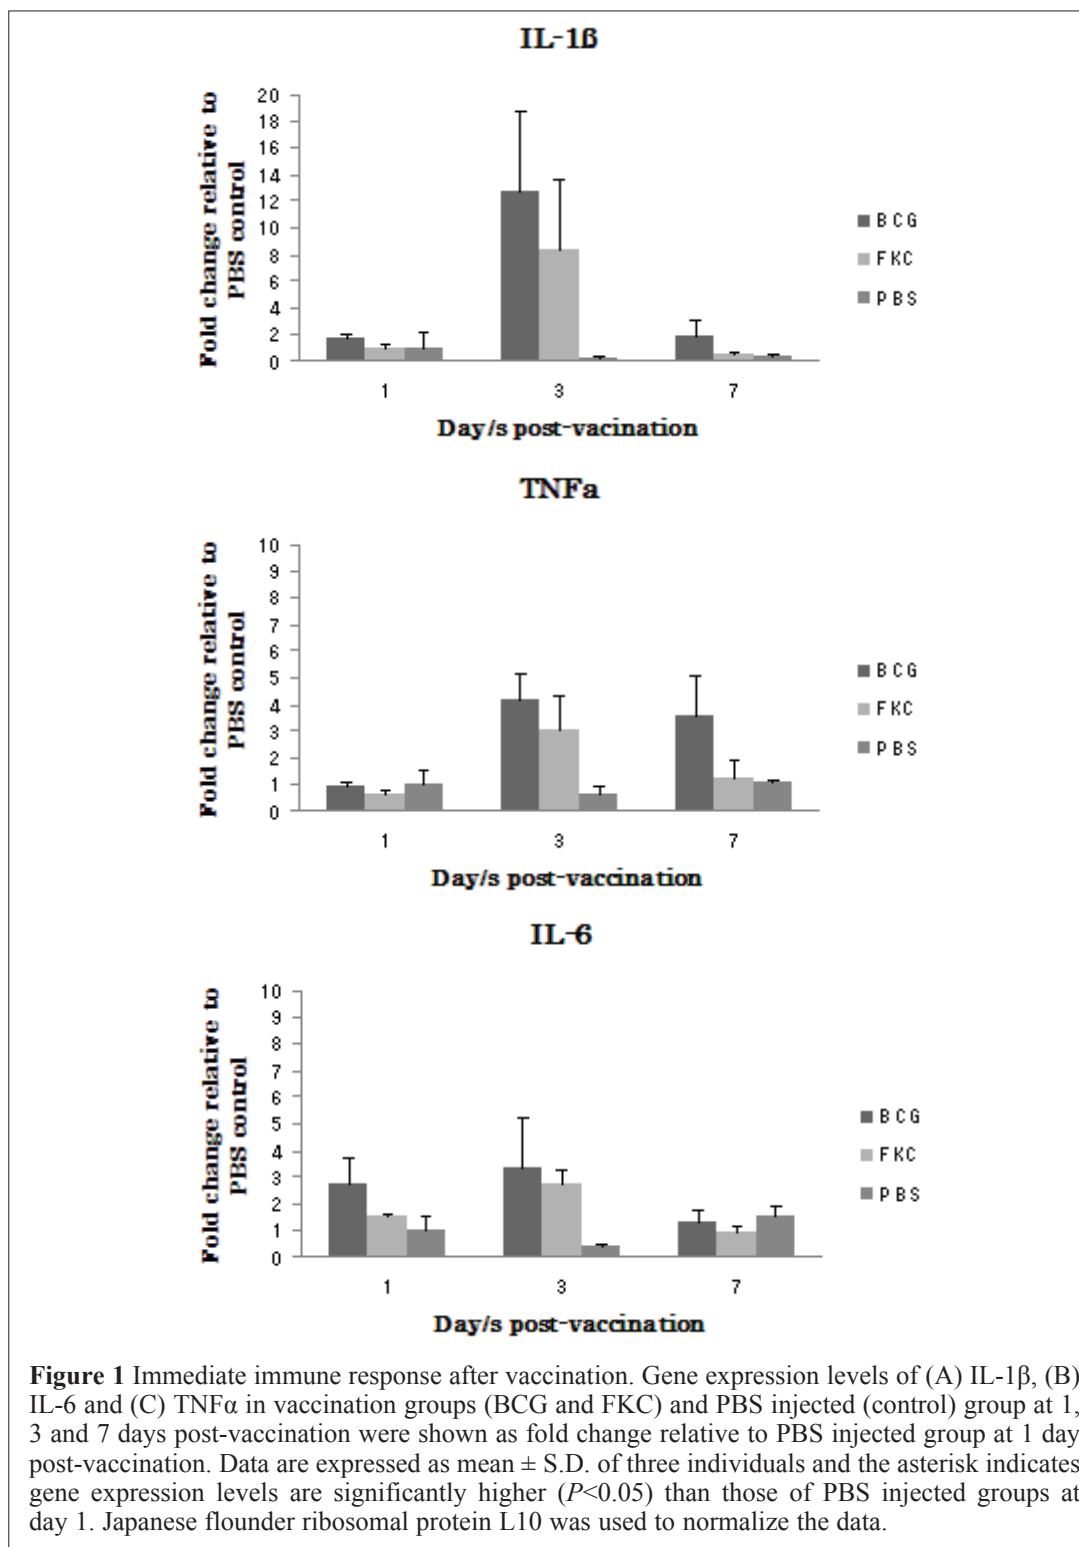 IL-1ß
Fold change relative to
PBS control
20
18
16
14
12
10
8
6
4
2
0
1
3
7
Day/s post-vacination
BCG
FKC
PBS
TNFa
Fold change relative to
PBS control
10
9
8
7
6
5
4
3
2
1
0
1
3
7
Day/s post-vaccination
BCG
FKC
PBS
IL-6
Fold change relative to
PBS control
10
9
8
7
6
5
4
3
2
1
0
1
3
7
Day/s post-vaccination
BCG
FKC
PBS
Figure 1 Immediate immune response after vaccination. Gene expression levels of (A) IL-1β, (B)
IL-6 and (C) TNFα in vaccination groups (BCG and FKC) and PBS injected (control) group at 1,
3 and 7 days post-vaccination were shown as fold change relative to PBS injected group at 1 day
post-vaccination. Data are expressed as mean ± S.D. of three individuals and the asterisk indicates
gene expression levels are significantly higher (P<0.05) than those of PBS injected groups at
day 1. Japanese flounder ribosomal protein L10 was used to normalize the data.